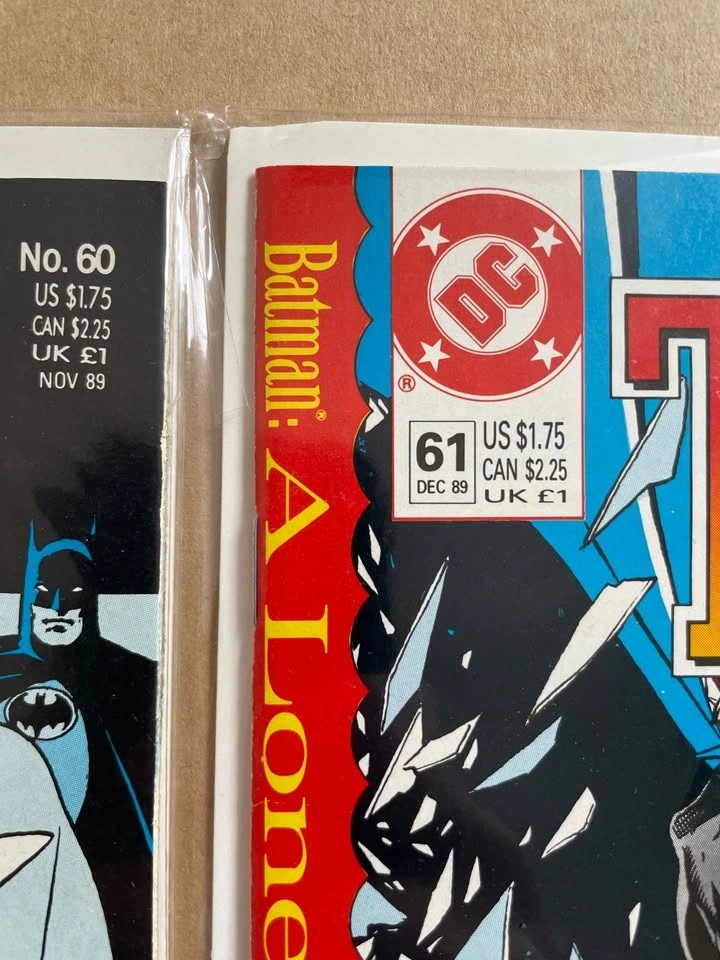 No. 60
US $1.75
CAN $2.25
UK £1
NOV 89
Batman:® A Lone
DC
®
61
DEC 89
US $1.75
CAN $2.25
UK £1
T